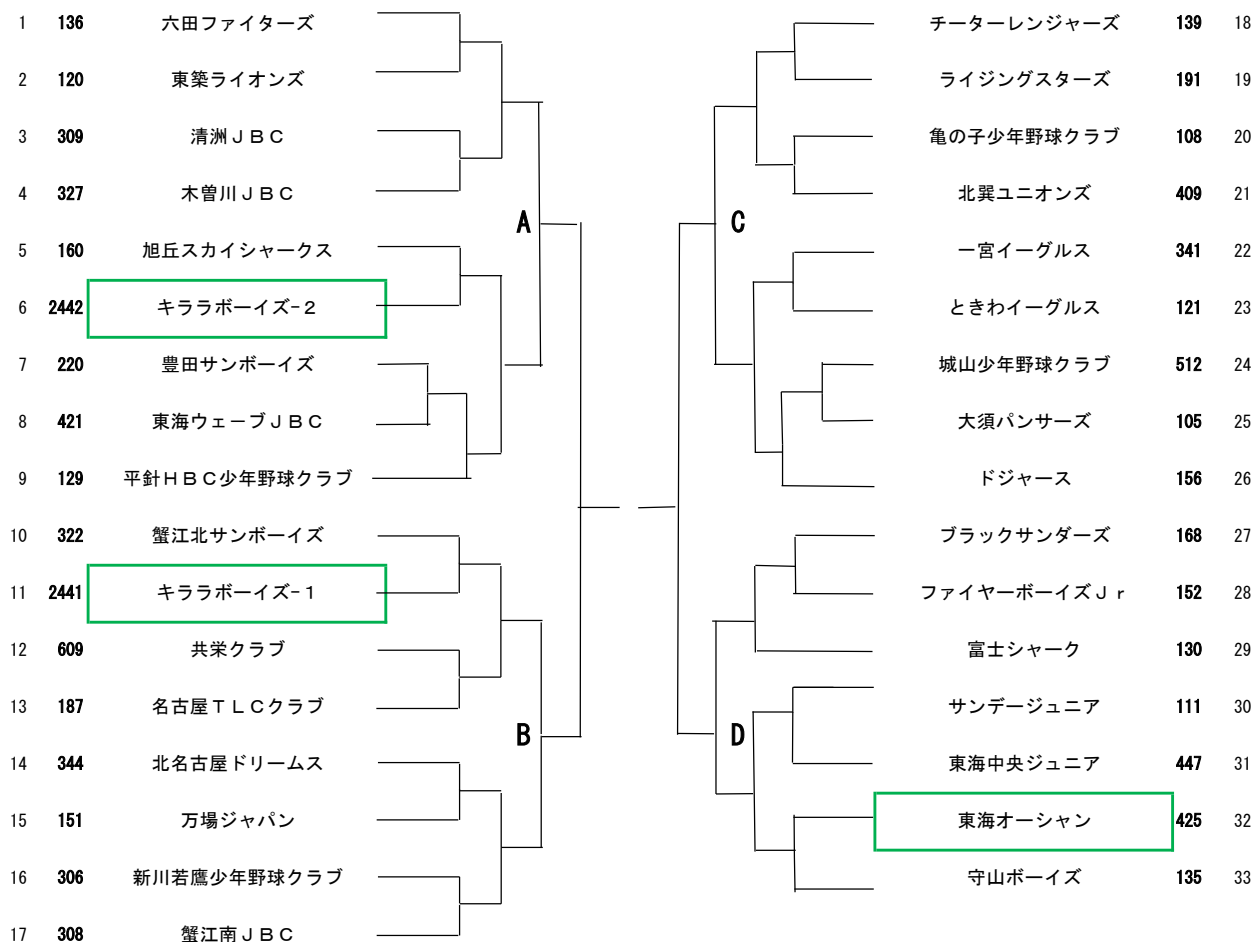 1 136 六田ファイターズ
2 120 東築ライオンズ
3 309 清洲ＪＢＣ
4 327 木曽川ＪＢＣ
A
5 160 旭丘スカイシャークス
6 2442 キララボーイズ-２
7 220 豊田サンボーイズ
8 421 東海ウェーブＪＢＣ
9 129 平針ＨＢＣ少年野球クラブ
10 322 蟹江北サンボーイズ
11 2441 キララボーイズ-１
12 609 共栄クラブ
13 187 名古屋ＴＬＣクラブ
B
14 344 北名古屋ドリームス
15 151 万場ジャパン
16 306 新川若鷹少年野球クラブ
17 308 蟹江南ＪＢＣ
チーターレンジャーズ 139 18
ライジングスターズ 191 19
亀の子少年野球クラブ 108 20
北巽ユニオンズ 409 21
C
一宮イーグルス 341 22
ときわイーグルス 121 23
城山少年野球クラブ 512 24
大須パンサーズ 105 25
ドジャース 156 26
ブラックサンダーズ 168 27
ファイヤーボーイズＪｒ 152 28
富士シャーク 130 29
サンデージュニア 111 30
D
東海中央ジュニア 447 31
東海オーシャン 425 32
守山ボーイズ 135 33